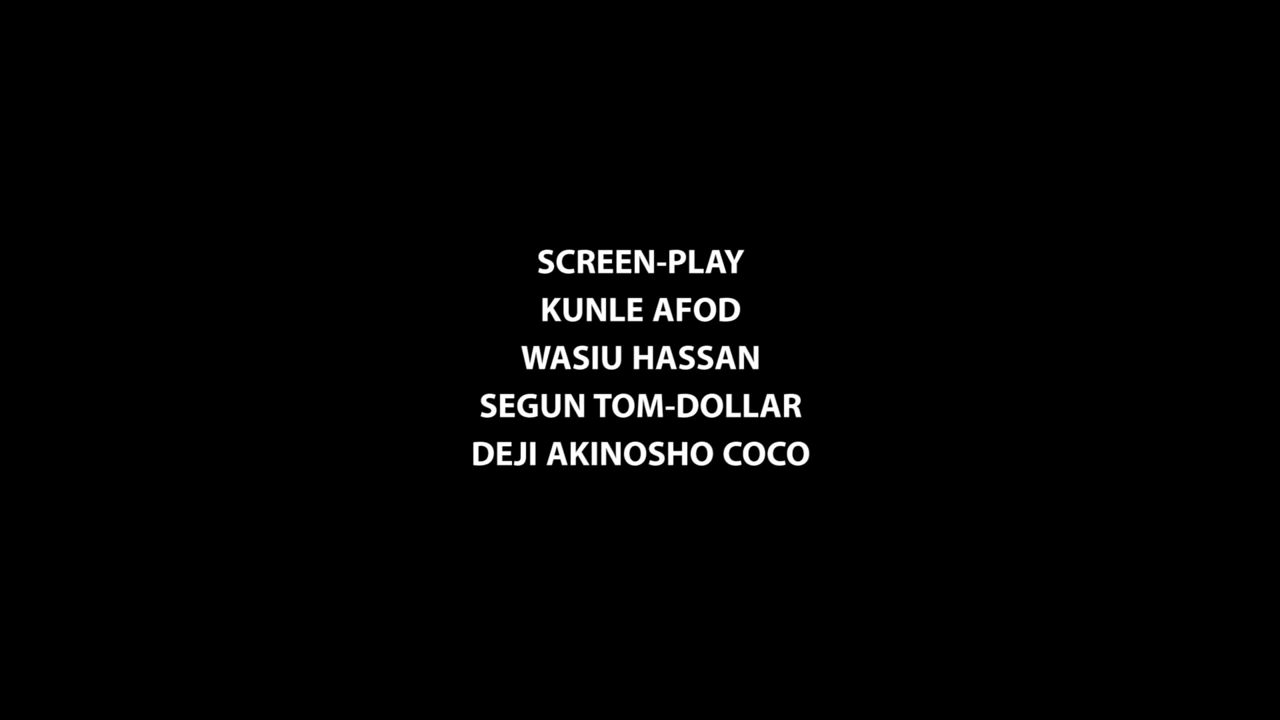 SCREEN-PLAY
KUNLE AFOD
WASIU HASSAN
SEGUN TOM-DOLLAR
DEJI AKINOSHO COCO